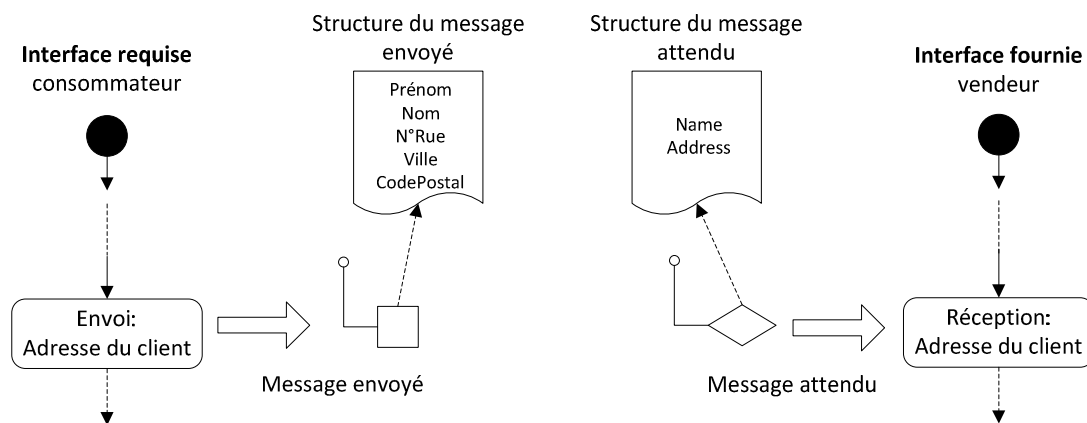 Interface requise
consommateur
Structure du message
envoyé
Prénom
Nom
N°Rue
Ville
CodePostal
Structure du message
attendu
Name
Address
Interface fournie
vendeur
Envoi:
Adresse du client
Message envoyé
Message attendu
Réception:
Adresse du client